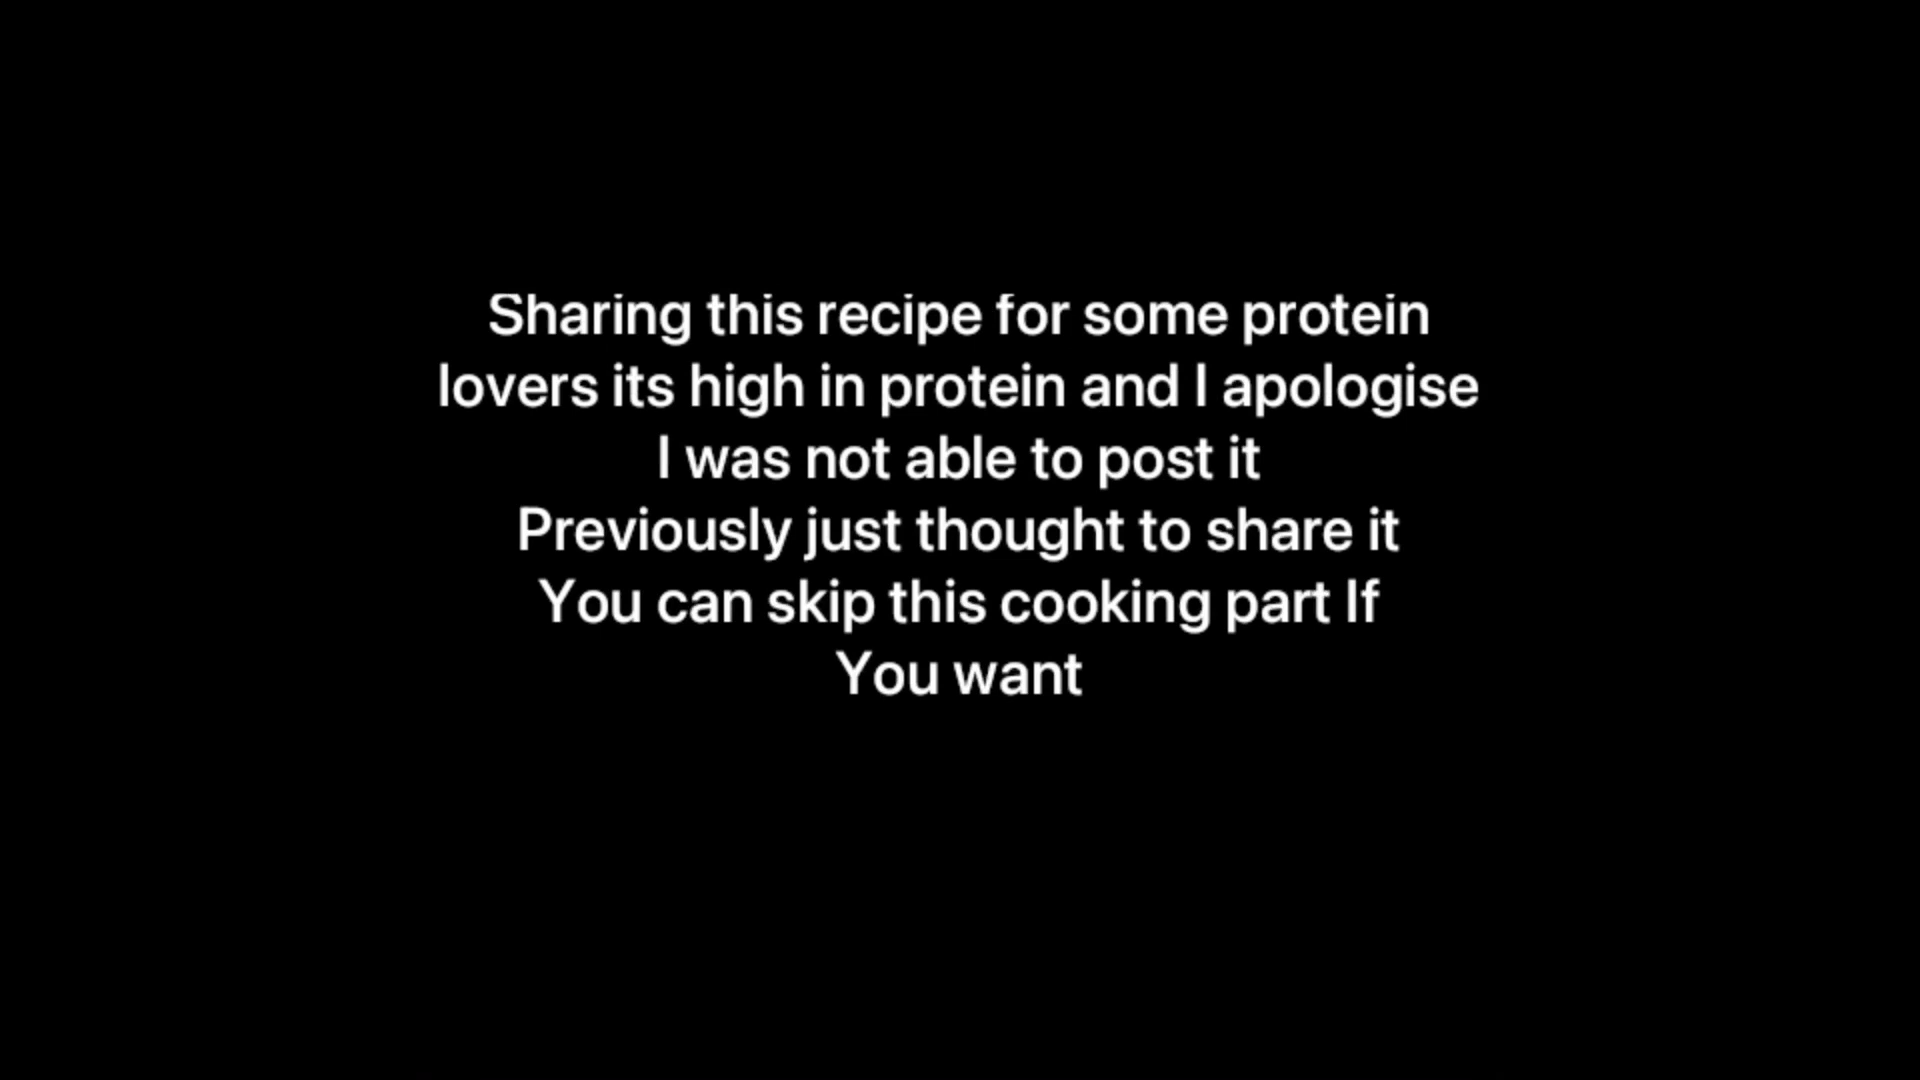 Sharing this recipe for some protein
lovers its high in protein and I apologise
I was not able to post it
Previously just thought to share it
You can skip this cooking part If
You want